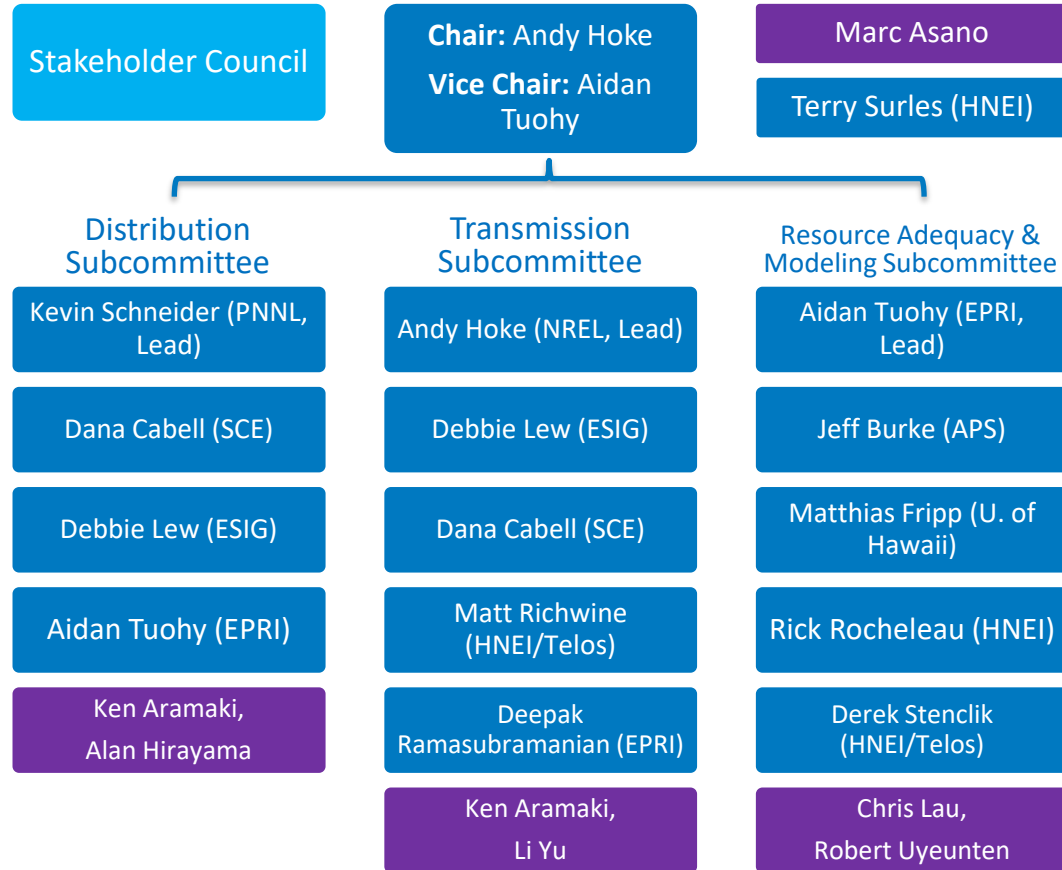 Stakeholder Council
Chair: Andy Hoke
Vice Chair: Aidan
Tuohy
Marc Asano
Terry Surles (HNEI)
Distribution
Subcommittee
Kevin Schneider (PNNL,
Lead)
Dana Cabell (SCE)
Debbie Lew (ESIG)
Aidan Tuohy (EPRI)
Ken Aramaki,
Alan Hirayama
Transmission
Subcommittee
Andy Hoke (NREL, Lead)
Debbie Lew (ESIG)
Dana Cabell (SCE)
Matt Richwine
(HNEI/Telos)
Deepak
Ramasubramanian (EPRI)
Ken Aramaki,
Li Yu
Resource Adequacy &
Modeling Subcommittee
Aidan Tuohy (EPRI,
Lead)
Jeff Burke (APS)
Matthias Fripp (U. of
Hawaii)
Rick Rocheleau (HNEI)
Derek Stenclik
(HNEI/Telos)
Chris Lau,
Robert Uyeunten